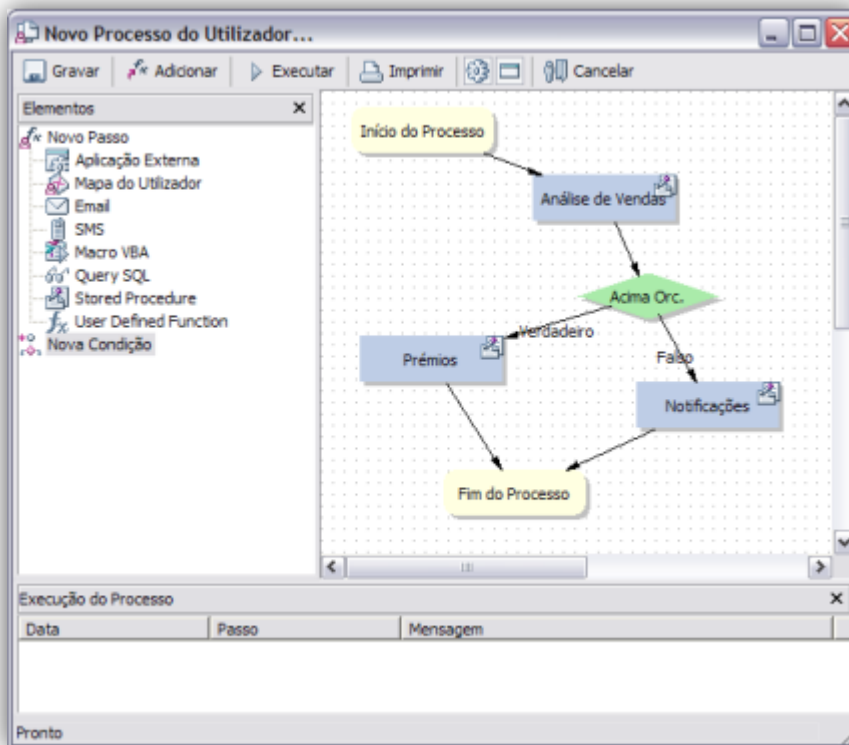 Novo Processo do Utilizador...
Gravar Adicionar Executar Imprimir Cancelar
Elementos
Novo Passo
Aplicação Externa
Mapa do Utilizador
Email
SMS
Macro VBA
Query SQL
Stored Procedure
User Defined Function
Nova Condição
Início do Processo
Análise de Vendas
Acima Orc.
Verdadeiro
Falso
Prémios
Notificações
Fim do Processo
Execução do Processo
Data Passo Mensagem
Pronto